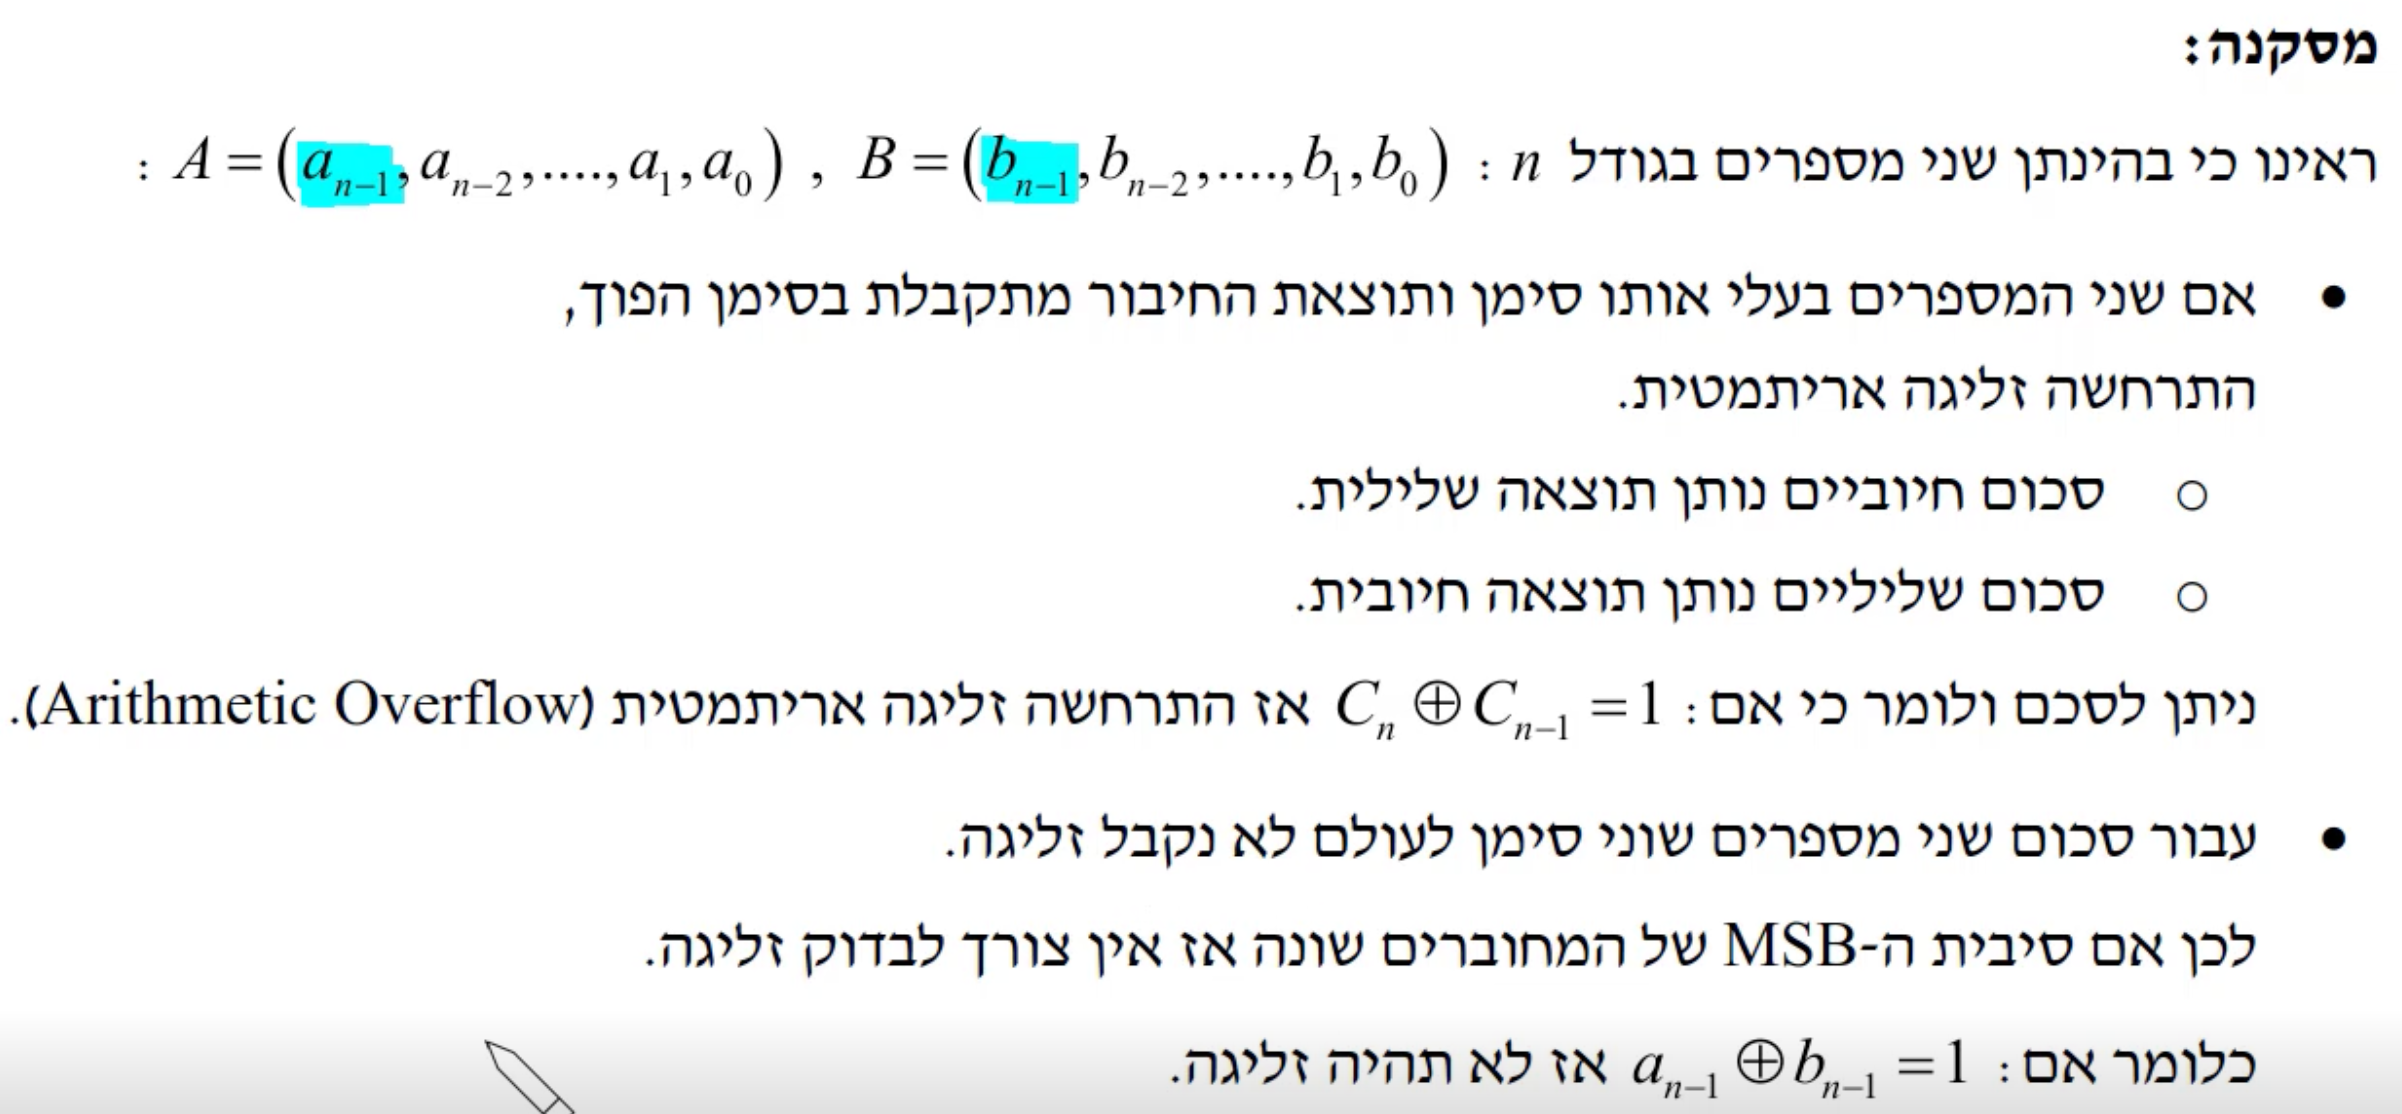 מסקנה:
ראינו כי בהינתן שני מספרים בגודל n : A = (a_{n-1}, a_{n-2},...., a_1, a_0) , B = (b_{n-1}, b_{n-2},...., b_1, b_0) :
• אם שני המספרים בעלי אותו סימן ותוצאת החיבור מתקבלת בסימן הפוך,
התרחשה זליגה אריתמטית.
○ סכום חיוביים נותן תוצאה שלילית.
○ סכום שליליים נותן תוצאה חיובית.
ניתן לסכם ולומר כי אם: C_n ⊕ C_{n-1} = 1 אז התרחשה זליגה אריתמטית (Arithmetic Overflow).
• עבור סכום שני מספרים שוני סימן לעולם לא נקבל זליגה.
לכן אם סיבית ה-MSB של המחוברים שונה אז אין צורך לבדוק זליגה.
כלומר אם: a_{n-1} ⊕ b_{n-1} = 1 אז לא תהיה זליגה.